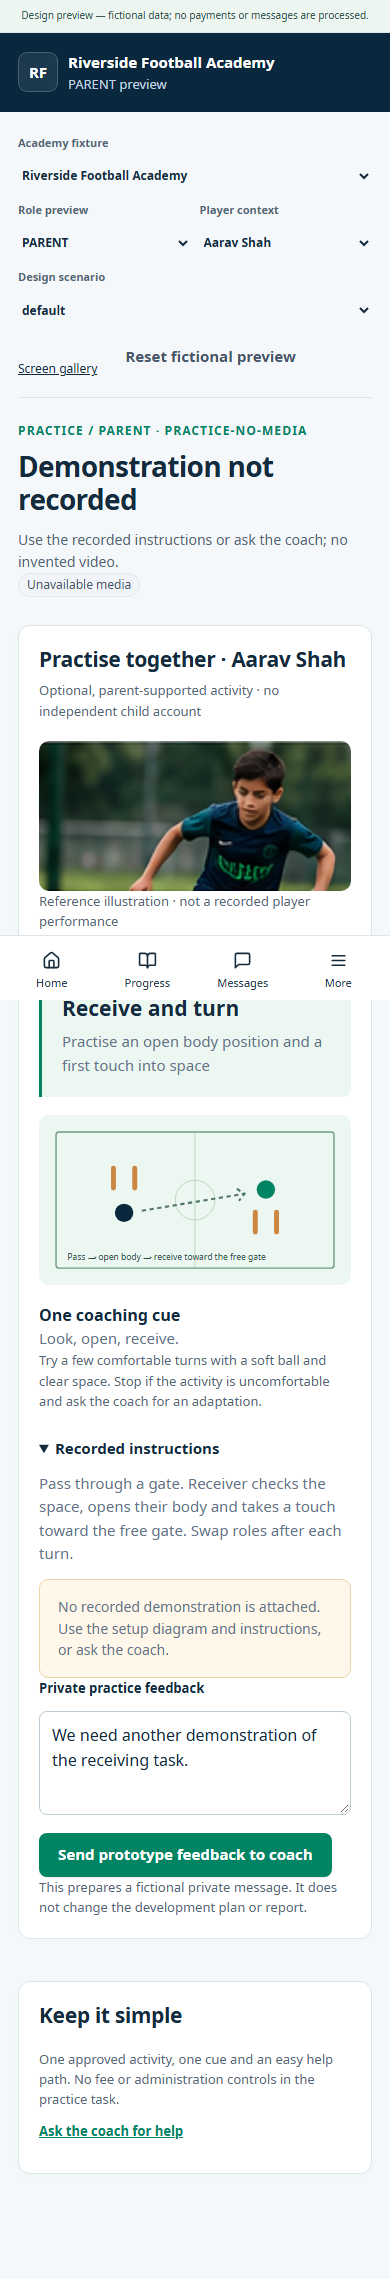 Design preview — fictional data; no payments or messages are processed.
RF
Riverside Football Academy
PARENT preview
Academy fixture
Riverside Football Academy
Role preview
Player context
PARENT
Aarav Shah
Design scenario
default
Screen gallery
Reset fictional preview
PRACTICE / PARENT · PRACTICE-NO-MEDIA
Demonstration not
recorded
Use the recorded instructions or ask the coach; no
invented video.
Unavailable media
Practise together · Aarav Shah
Optional, parent-supported activity · no
independent child account
Reference illustration · not a recorded player
performance
Home
Progress
Messages
More
Receive and turn
Practise an open body position and a
first touch into space
Pass → open body → receive toward the free gate
One coaching cue
Look, open, receive.
Try a few comfortable turns with a soft ball and
clear space. Stop if the activity is uncomfortable
and ask the coach for an adaptation.
▼ Recorded instructions
Pass through a gate. Receiver checks the
space, opens their body and takes a touch
toward the free gate. Swap roles after each
turn.
No recorded demonstration is attached.
Use the setup diagram and instructions,
or ask the coach.
Private practice feedback
We need another demonstration of
the receiving task.
Send prototype feedback to coach
This prepares a fictional private message. It does
not change the development plan or report.
Keep it simple
One approved activity, one cue and an easy help
path. No fee or administration controls in the
practice task.
Ask the coach for help